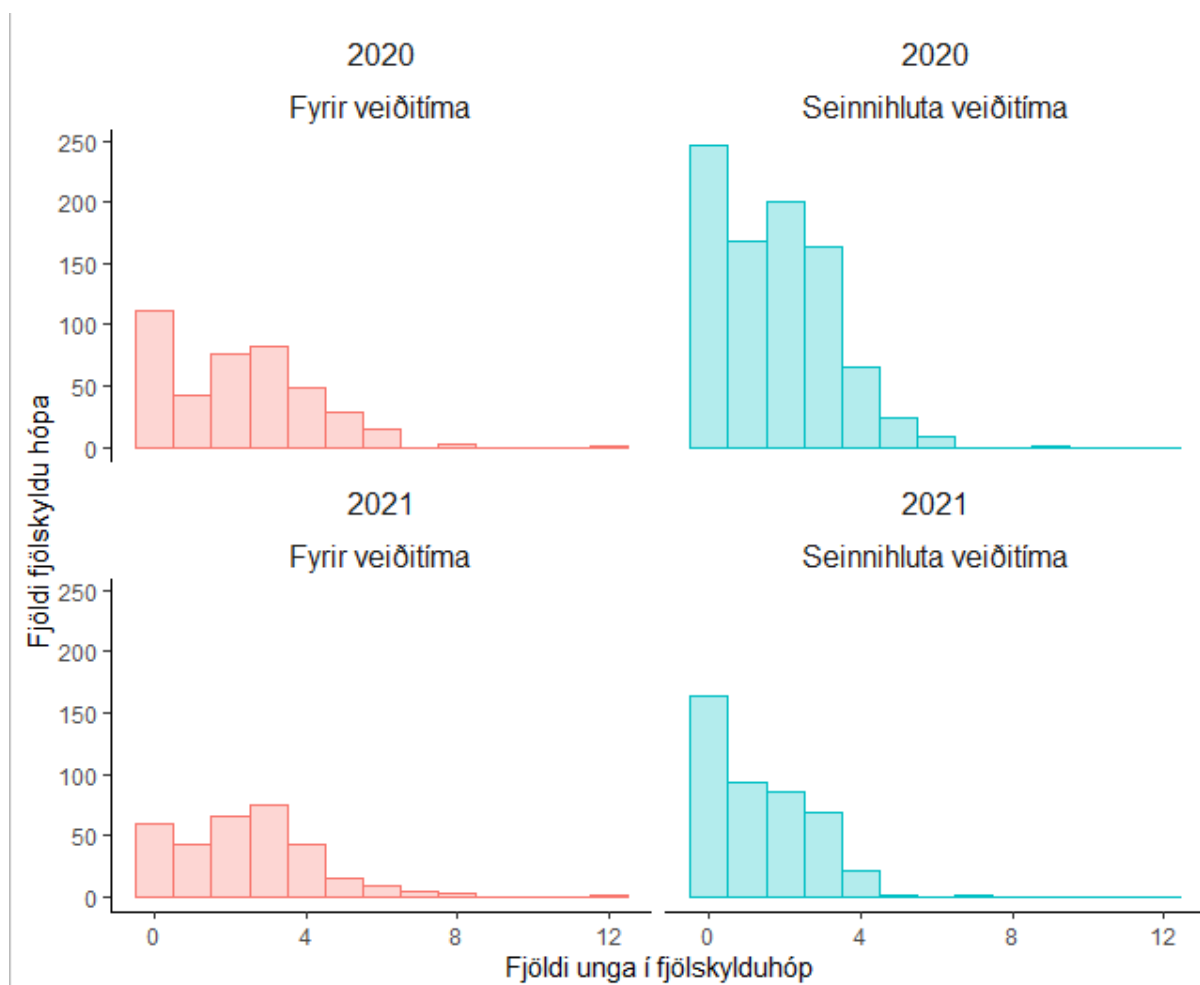 2020
Fyrir veiðitíma
2020
Seinnihluta veiðitíma
250
200
150
100
50
0
2021
Fyrir veiðitíma
2021
Seinnihluta veiðitíma
250
200
150
100
50
0
0 4 8 12
0 4 8 12
Fjöldi fjölskyldu hópa
Fjöldi unga í fjölskylduhóp